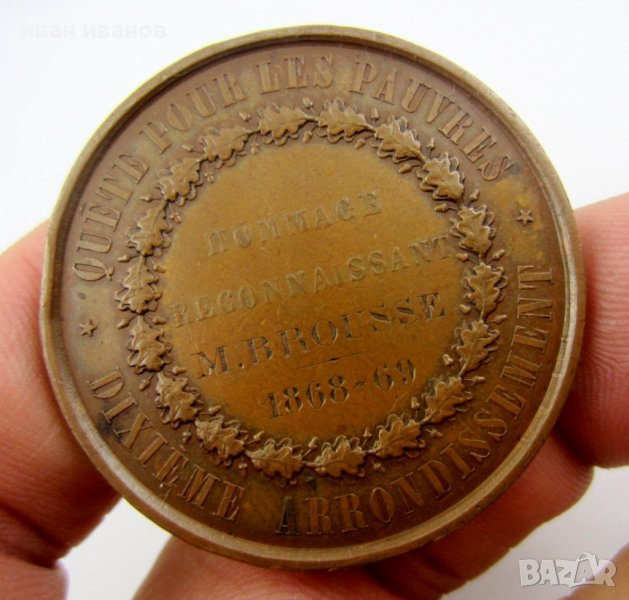 иван иванов
QUÊTE POUR LES PAUVRES
HOMMAGE
RECONNAISSANT
M. BROUSSE
1868-69
DIXIÈME ARRONDISSEMENT
BAZAR